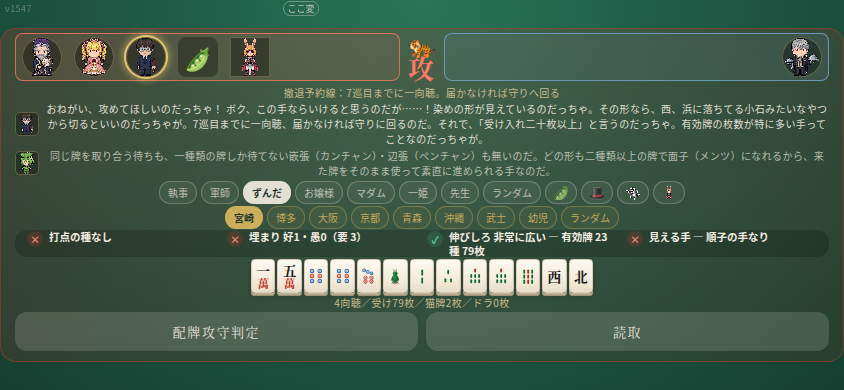 v1547
ここ変
攻
撤退予約線：7巡目までに一向聴。届かなければ守りへ回る
おねがい、攻めてほしいのだっちゃ！ ボク、この手ならいけると思うのだが……！染めの形が見えているのだっちゃ。その形なら、西、浜に落ちてる小石みたいなやつ
から切るといいのだっちゃが。7巡目までに一向聴、届かなければ守りに回るのだ。それで、「受け入れ二十枚以上」と言うのだっちゃ。有効牌の枚数が特に多い手って
ことなのだっちゃが。
同じ牌を取り合う待ちも、一種類の牌しか待てない嵌張（カンチャン）・辺張（ペンチャン）も無いのだ。どの形も二種類以上の牌で面子（メンツ）になれるから、来
た牌をそのまま使って素直に進められる手なのだ。
執事 軍師 ずんだ お嬢様 マダム 一姫 先生 ランダム
宮崎 博多 大阪 京都 青森 沖縄 武士 幼児 ランダム
打点の種なし
埋まり 好1・愚0（要 3）
伸びしろ 非常に広い — 有効牌 23
種 79枚
見える手 — 順子の手なり
一萬 五萬 西 北
4向聴／受け79枚／猫牌2枚／ドラ0枚
配牌攻守判定
読取